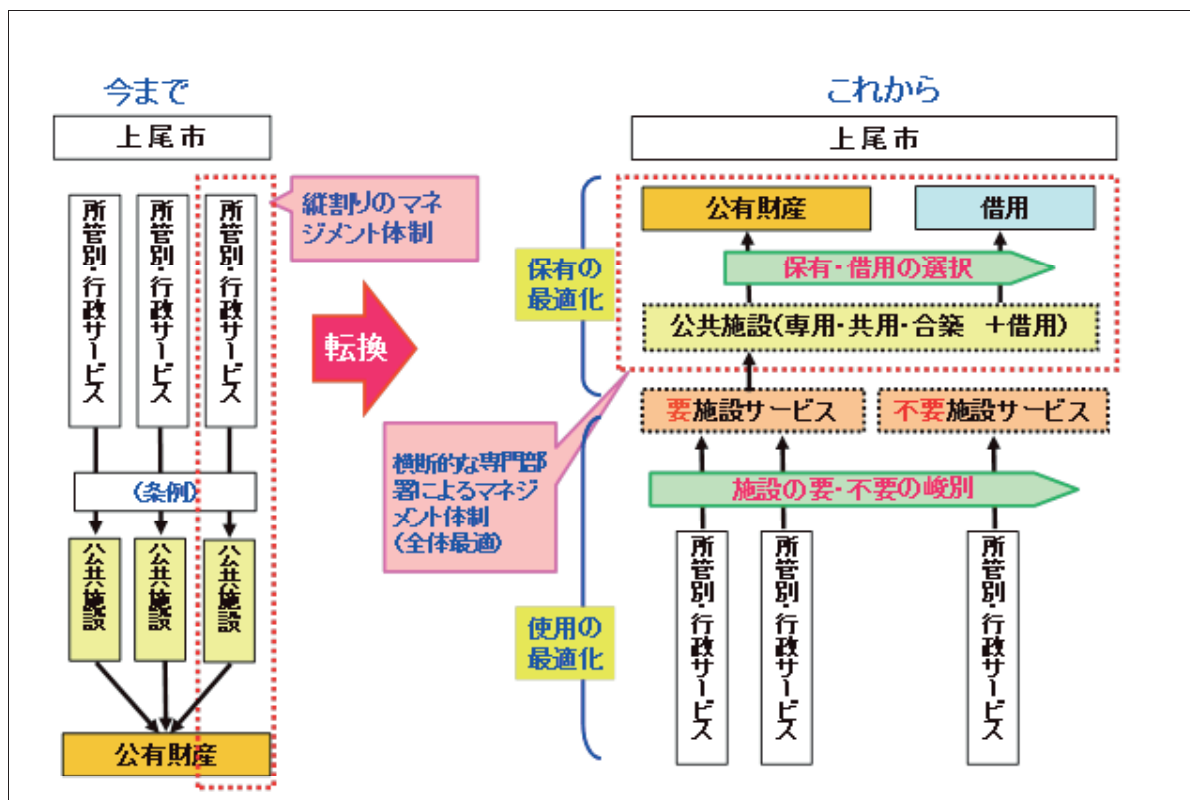 今まで
上尾市
所管別・行政サービス
所管別・行政サービス
所管別・行政サービス
縦割りのマネ
ジメント体制
(条例)
公共施設
公共施設
公共施設
公有財産
転換
これから
上尾市
保有の
最適化
公有財産
借用
保有・借用の選択
公共施設(専用・共用・合築 +借用)
要施設サービス
不要施設サービス
横断的な専門部
署によるマネジ
メント体制
(全体最適)
施設の要・不要の峻別
使用の
最適化
所管別・行政サービス
所管別・行政サービス
所管別・行政サービス